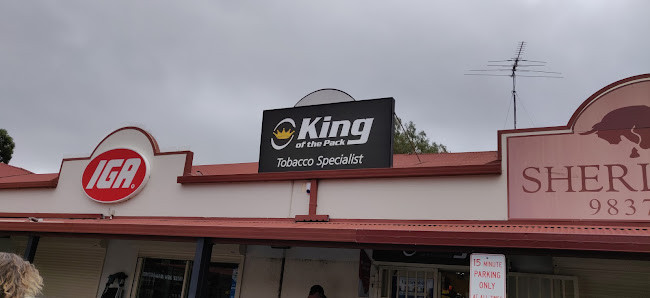 IGA
King
of the Pack
Tobacco Specialist
SHERI
9837
15 MINUTE
PARKING
ONLY